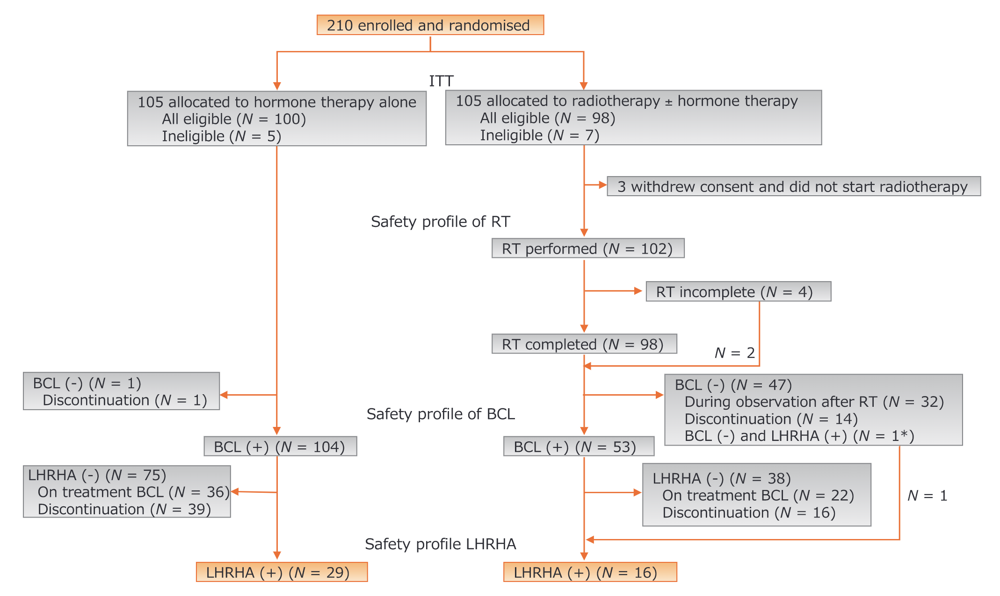 210 enrolled and randomised
ITT
105 allocated to hormone therapy alone
All eligible (N = 100)
Ineligible (N = 5)
105 allocated to radiotherapy ± hormone therapy
All eligible (N = 98)
Ineligible (N = 7)
3 withdrew consent and did not start radiotherapy
Safety profile of RT
RT performed (N = 102)
RT incomplete (N = 4)
RT completed (N = 98)
N = 2
BCL (-) (N = 1)
Discontinuation (N = 1)
BCL (-) (N = 47)
During observation after RT (N = 32)
Discontinuation (N = 14)
BCL (-) and LHRHA (+) (N = 1*)
Safety profile of BCL
BCL (+) (N = 104)
BCL (+) (N = 53)
LHRHA (-) (N = 75)
On treatment BCL (N = 36)
Discontinuation (N = 39)
LHRHA (-) (N = 38)
On treatment BCL (N = 22)
Discontinuation (N = 16)
N = 1
Safety profile LHRHA
LHRHA (+) (N = 29)
LHRHA (+) (N = 16)